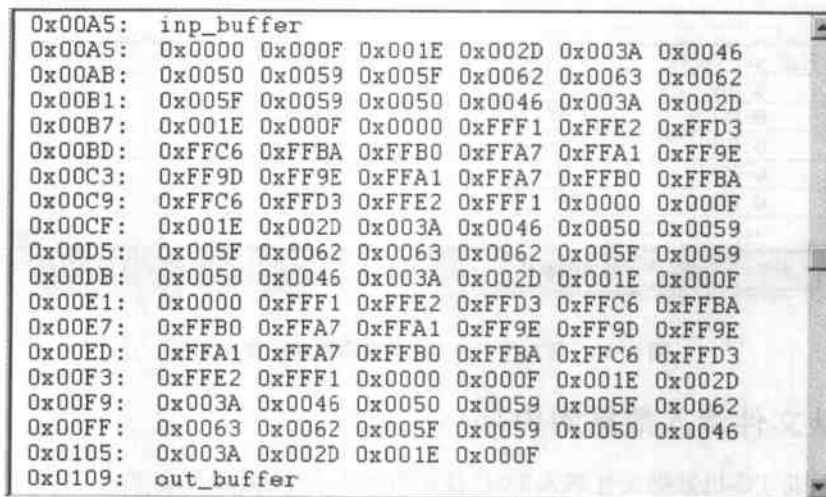 0x00A5: inp_buffer
0x00A5: 0x0000 0x000F 0x001E 0x002D 0x003A 0x0046
0x00AB: 0x0050 0x0059 0x005F 0x0062 0x0063 0x0062
0x00B1: 0x005F 0x0059 0x0050 0x0046 0x003A 0x002D
0x00B7: 0x001E 0x000F 0x0000 0xFFF1 0xFFE2 0xFFD3
0x00BD: 0xFFC6 0xFFBA 0xFFB0 0xFFA7 0xFFA1 0xFF9E
0x00C3: 0xFF9D 0xFF9E 0xFFA1 0xFFA7 0xFFB0 0xFFBA
0x00C9: 0xFFC6 0xFFD3 0xFFE2 0xFFF1 0x0000 0x000F
0x00CF: 0x001E 0x002D 0x003A 0x0046 0x0050 0x0059
0x00D5: 0x005F 0x0062 0x0063 0x0062 0x005F 0x0059
0x00DB: 0x0050 0x0046 0x003A 0x002D 0x001E 0x000F
0x00E1: 0x0000 0xFFF1 0xFFE2 0xFFD3 0xFFC6 0xFFBA
0x00E7: 0xFFB0 0xFFA7 0xFFA1 0xFF9E 0xFF9D 0xFF9E
0x00ED: 0xFFA1 0xFFA7 0xFFB0 0xFFBA 0xFFC6 0xFFD3
0x00F3: 0xFFE2 0xFFF1 0x0000 0x000F 0x001E 0x002D
0x00F9: 0x003A 0x0046 0x0050 0x0059 0x005F 0x0062
0x00FF: 0x0063 0x0062 0x005F 0x0059 0x0050 0x0046
0x0105: 0x003A 0x002D 0x001E 0x000F
0x0109: out_buffer